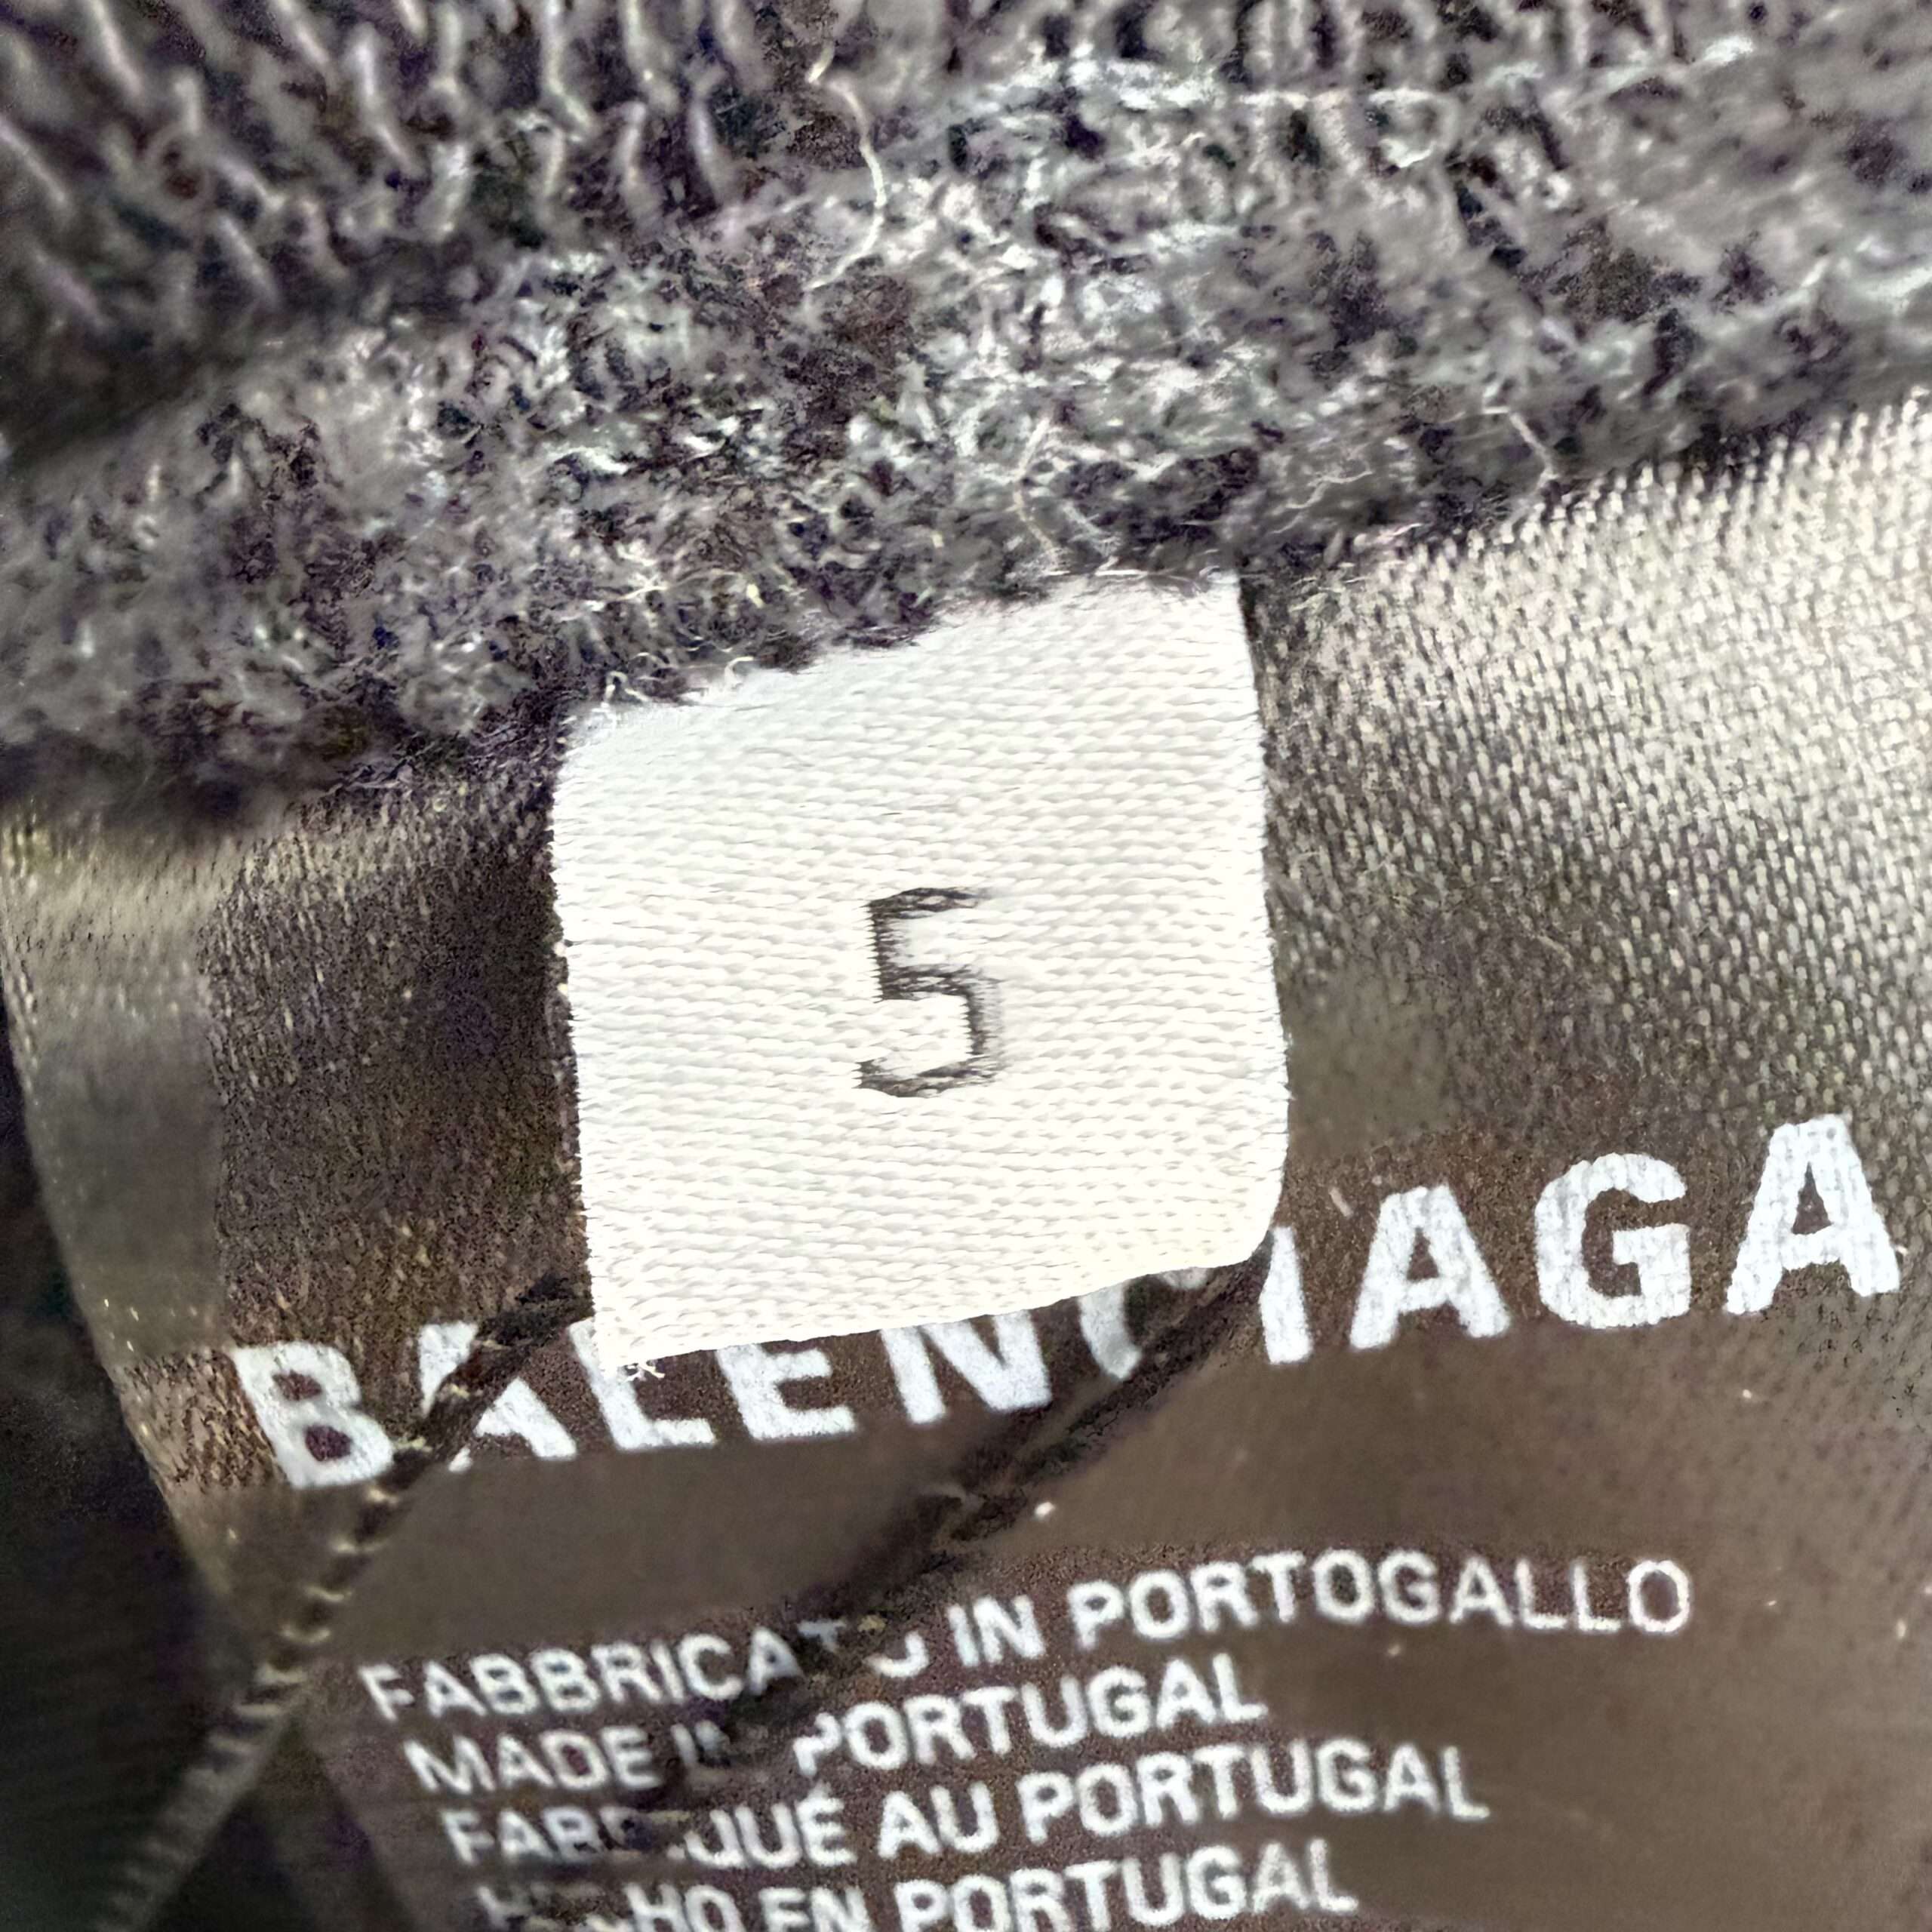 5
BALENCIAGA
FABBRICATO IN PORTOGALLO
MADE IN PORTUGAL
FABRIQUÉ AU PORTUGAL
HECHO EN PORTUGAL